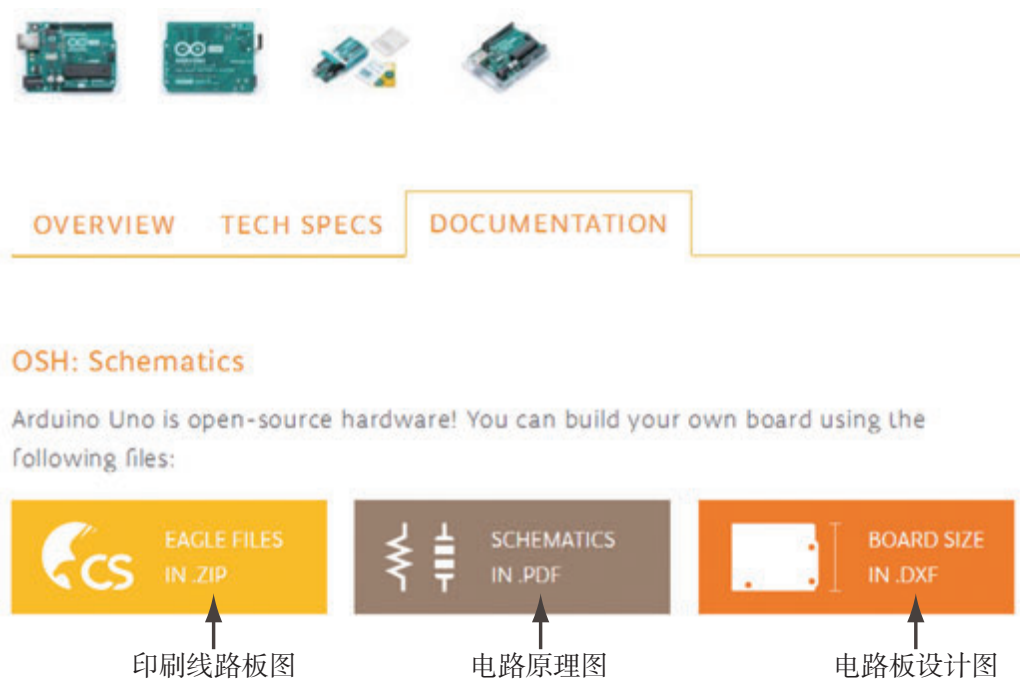 OVERVIEW TECH SPECS DOCUMENTATION
OSH: Schematics
Arduino Uno is open-source hardware! You can build your own board using the
following files:
CS
EAGLE FILES
IN .ZIP
SCHEMATICS
IN .PDF
BOARD SIZE
IN .DXF
印刷线路板图 电路原理图 电路板设计图